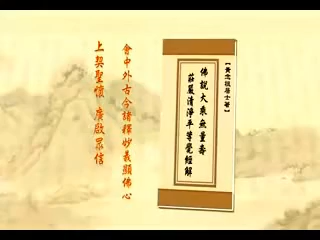 【黃念祖居士著】
佛說大乘無量壽
莊嚴清淨平等覺經解
會中外古今諸釋妙義顯佛心
上契聖懷 廣啟眾信